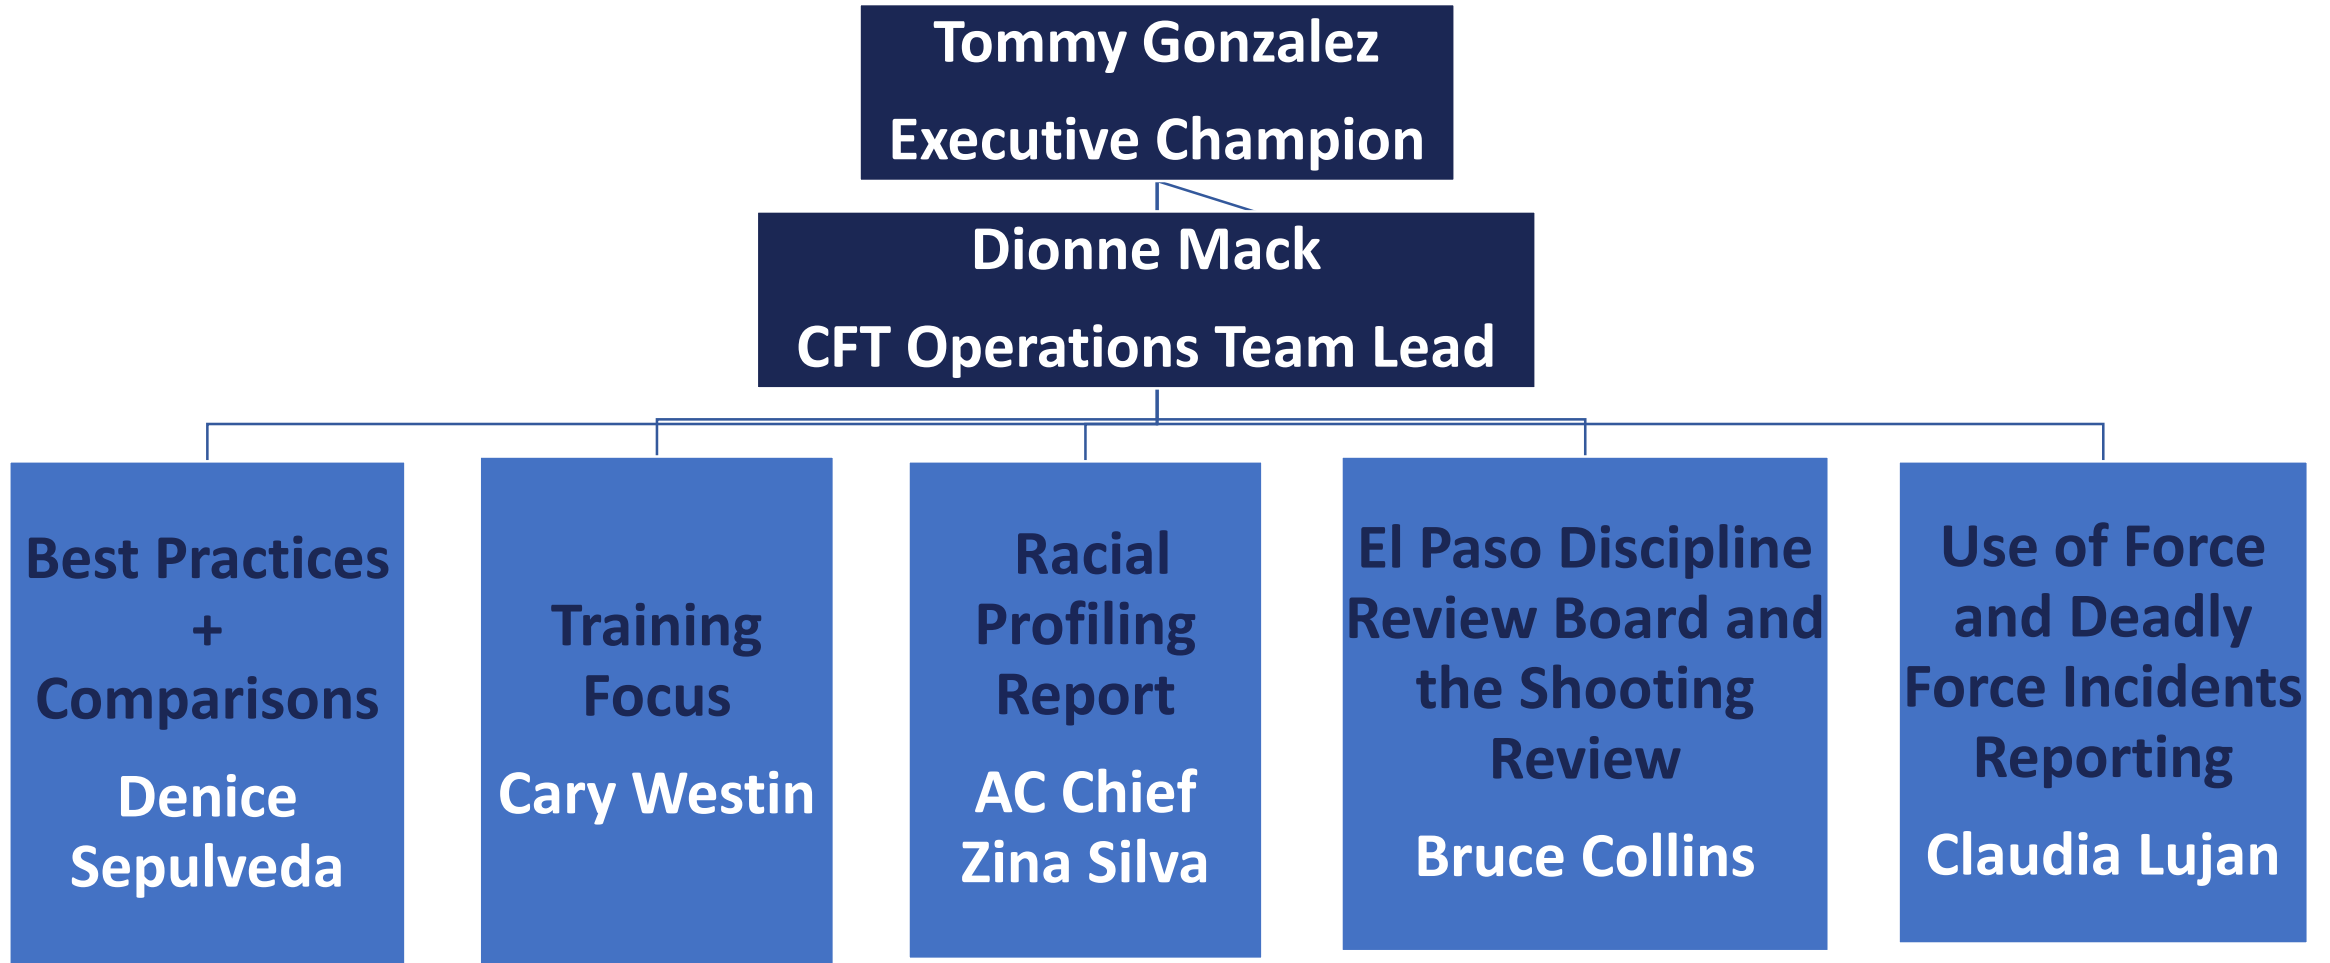 Tommy Gonzalez
Executive Champion
Dionne Mack
CFT Operations Team Lead
Best Practices
+
Comparisons
Denice
Sepulveda
Training
Focus
Cary Westin
Racial
Profiling
Report
AC Chief
Zina Silva
El Paso Discipline
Review Board and
the Shooting
Review
Bruce Collins
Use of Force
and Deadly
Force Incidents
Reporting
Claudia Lujan